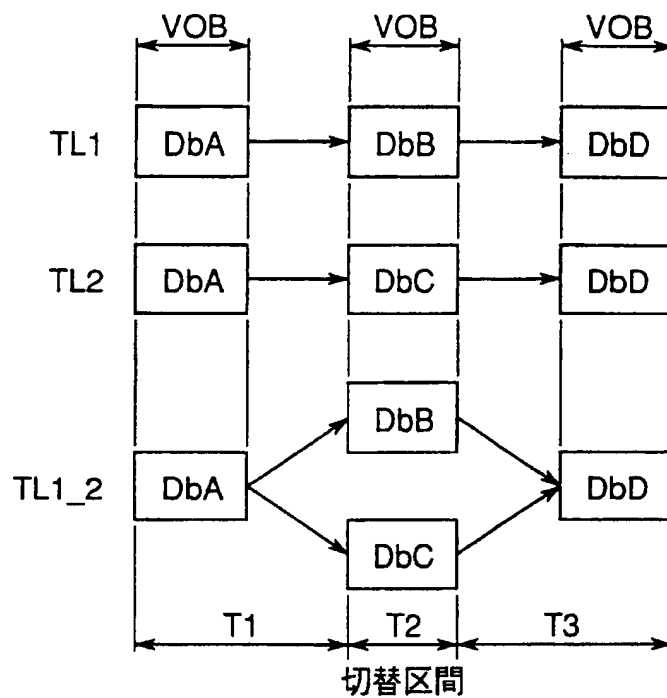 VOB VOB VOB
TL1 DbA DbB DbD
TL2 DbA DbC DbD
DbB
TL1_2 DbA DbD
DbC
T1 T2 T3
切替区間